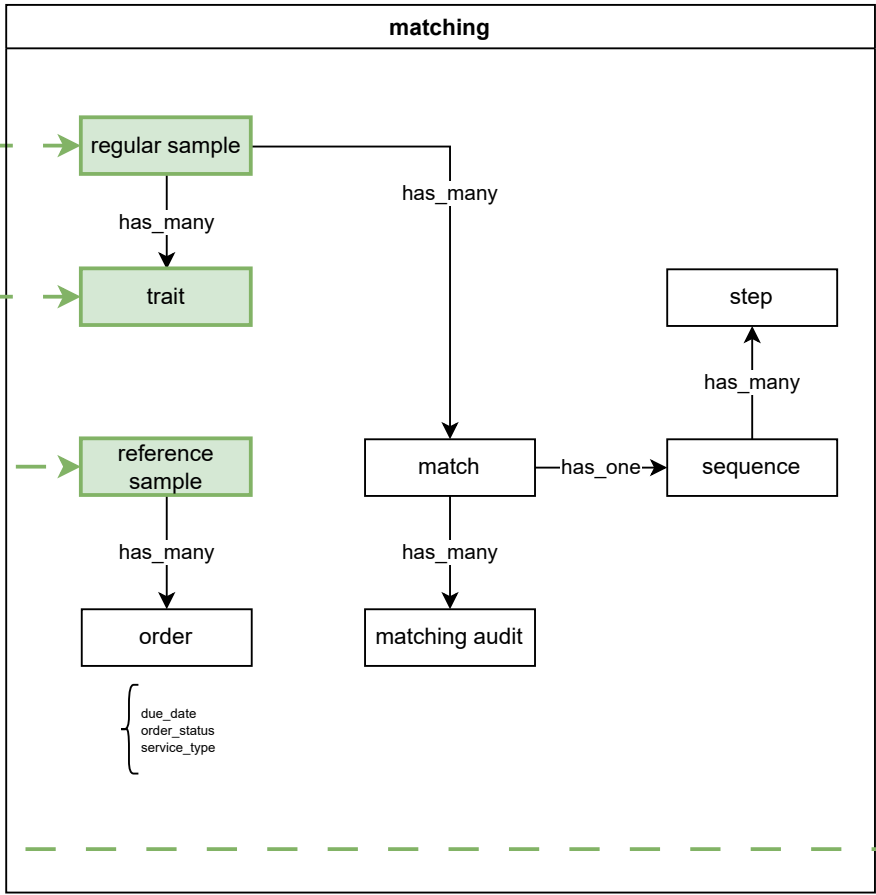 matching
regular sample
has_many
has_many
trait
step
has_many
reference
sample
match
has_one
sequence
has_many
has_many
order
matching audit
due_date
order_status
service_type